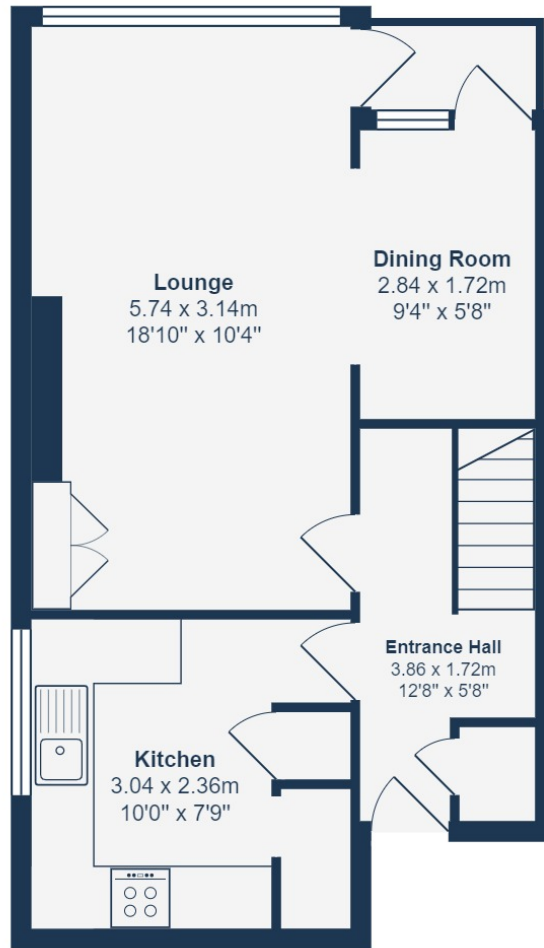 Lounge
5.74 x 3.14m
18'10" x 10'4"
Dining Room
2.84 x 1.72m
9'4" x 5'8"
Entrance Hall
3.86 x 1.72m
12'8" x 5'8"
Kitchen
3.04 x 2.36m
10'0" x 7'9"